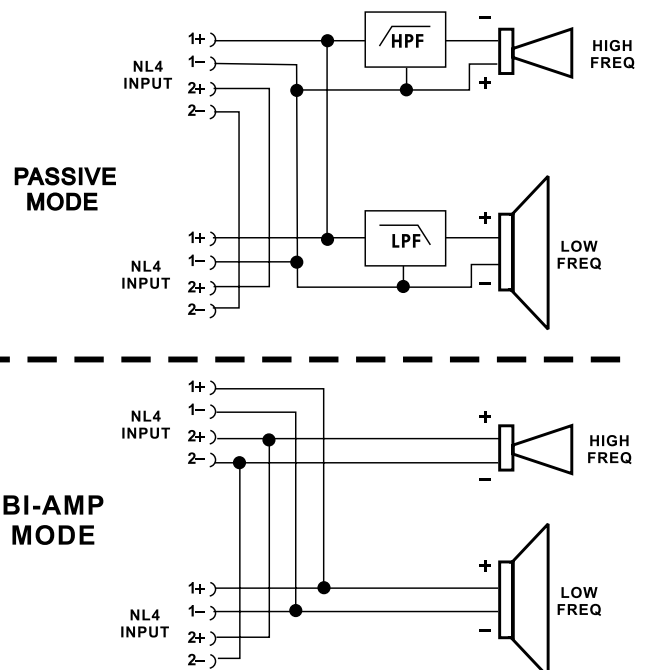 1+
1−
2+
2−
NL4
INPUT
HPF
−
+
HIGH
FREQ
PASSIVE
MODE
1+
1−
2+
2−
NL4
INPUT
LPF
+
−
LOW
FREQ
1+
1−
2+
2−
NL4
INPUT
+
−
HIGH
FREQ
BI-AMP
MODE
1+
1−
2+
2−
NL4
INPUT
+
−
LOW
FREQ